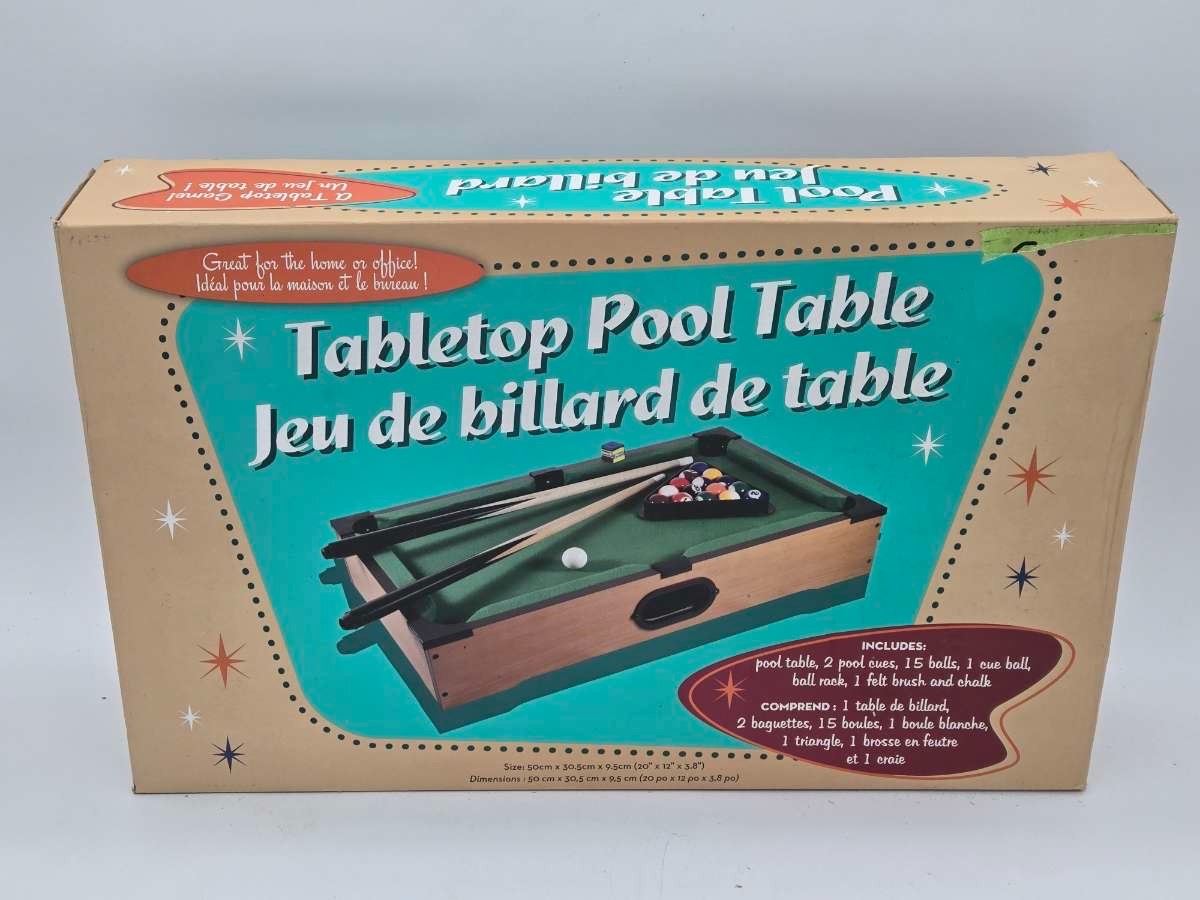 Pool Table
Jeu de billard
a Tabletop Game!
Un jeu de table !
Great for the home or office!
Idéal pour la maison et le bureau !
Tabletop Pool Table
Jeu de billard de table
INCLUDES:
pool table, 2 pool cues, 15 balls, 1 cue ball,
ball rack, 1 felt brush and chalk
COMPREND : 1 table de billard,
2 baguettes, 15 boules, 1 boule blanche,
1 triangle, 1 brosse en feutre
et 1 craie
Size: 50cm x 30.5cm x 9.5cm (20" x 12" x 3.8")
Dimensions : 50 cm x 30,5 cm x 9,5 cm (20 po x 12 po x 3,8 po)